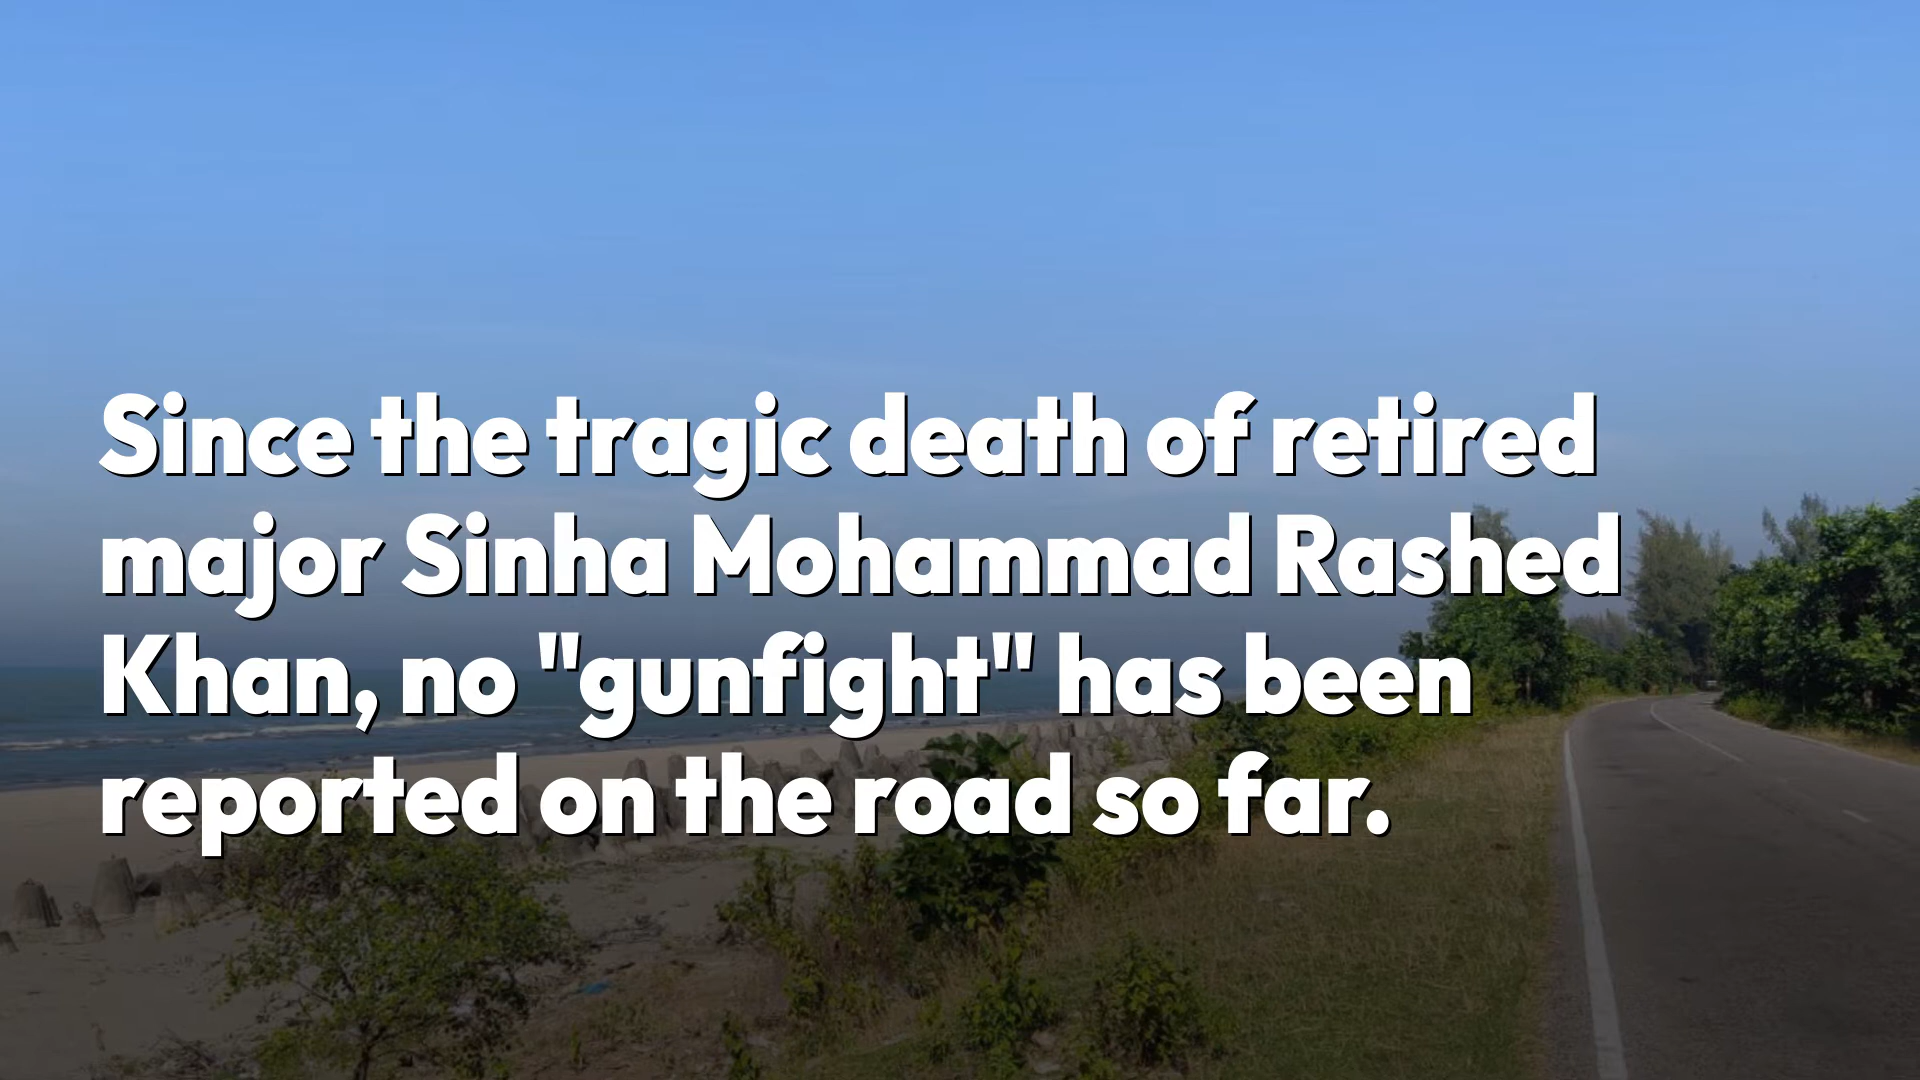 Since the tragic death of retired
major Sinha Mohammad Rashed
Khan, no "gunfight" has been
reported on the road so far.